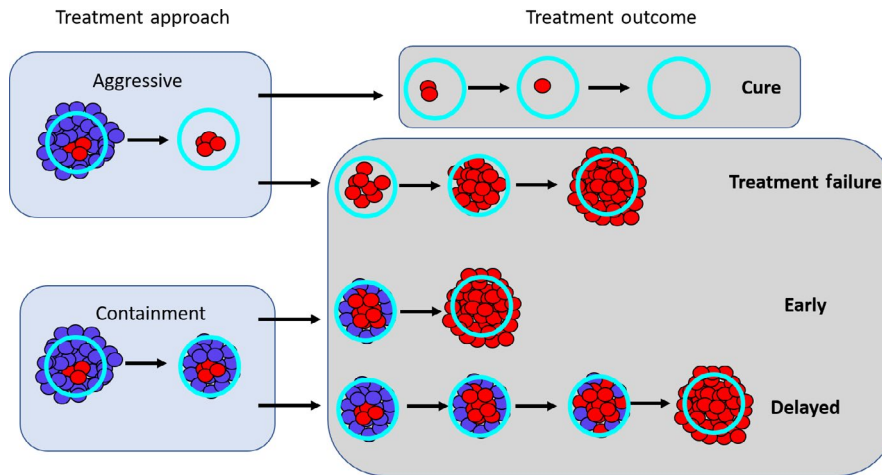 Treatment approach
Treatment outcome
Aggressive
Cure
Treatment failure
Containment
Early
Delayed